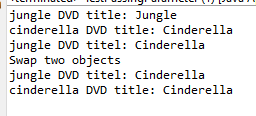 jungle DVD title: Jungle
cinderella DVD title: Cinderella
jungle DVD titel: Cinderella
Swap two objects
jungle DVD titel: Cinderella
cinderella DVD title: Cinderella